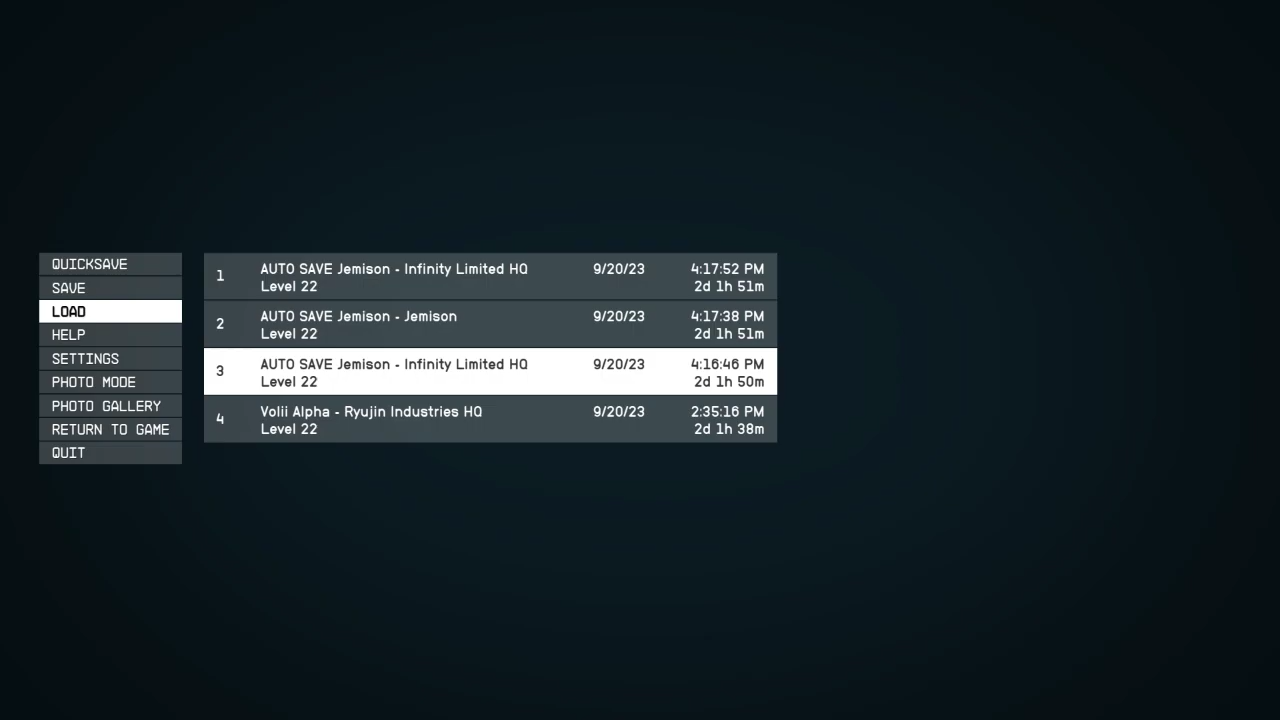 QUICKSAVE
SAVE
LOAD
HELP
SETTINGS
PHOTO MODE
PHOTO GALLERY
RETURN TO GAME
QUIT
1 AUTO SAVE Jemison - Infinity Limited HQ 9/20/23 4:17:52 PM
Level 22 2d 1h 51m
2 AUTO SAVE Jemison - Jemison 9/20/23 4:17:38 PM
Level 22 2d 1h 51m
3 AUTO SAVE Jemison - Infinity Limited HQ 9/20/23 4:16:46 PM
Level 22 2d 1h 50m
4 Volii Alpha - Ryujin Industries HQ 9/20/23 2:35:16 PM
Level 22 2d 1h 38m